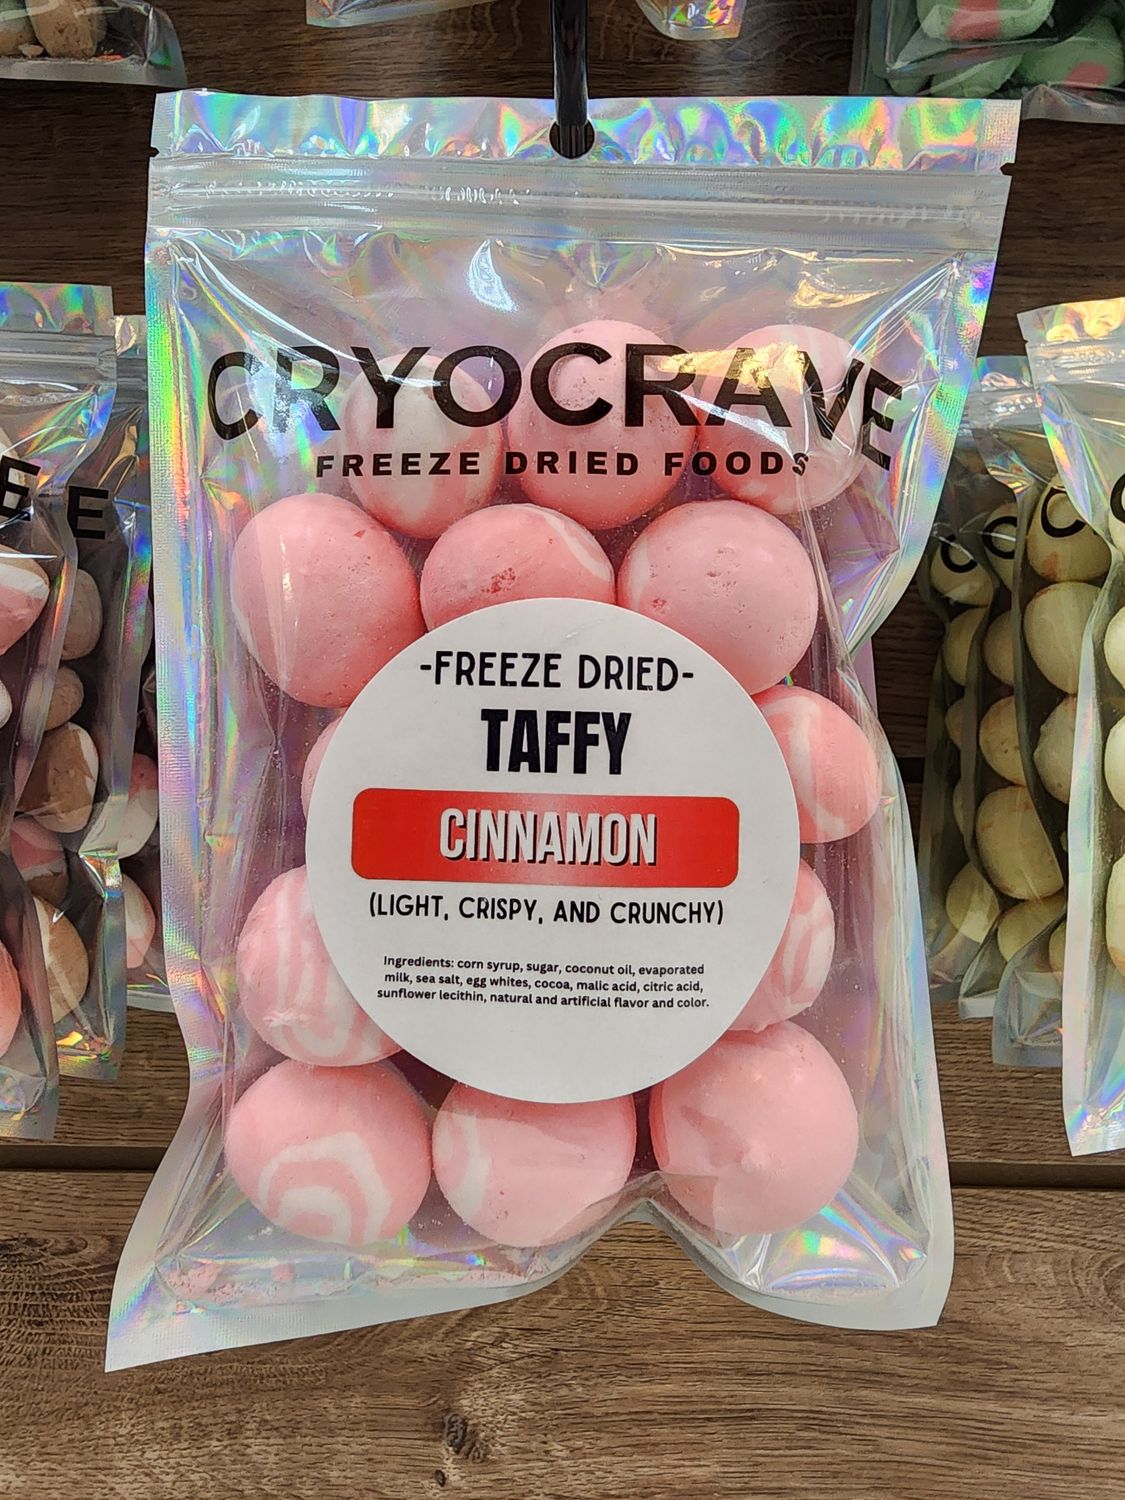 CRYOCRAVE
FREEZE DRIED FOODS
-FREEZE DRIED-
TAFFY
CINNAMON
(LIGHT, CRISPY, AND CRUNCHY)
Ingredients: corn syrup, sugar, coconut oil, evaporated
milk, sea salt, egg whites, cocoa, malic acid, citric acid,
sunflower lecithin, natural and artificial flavor and color.
E
E
C
C
C